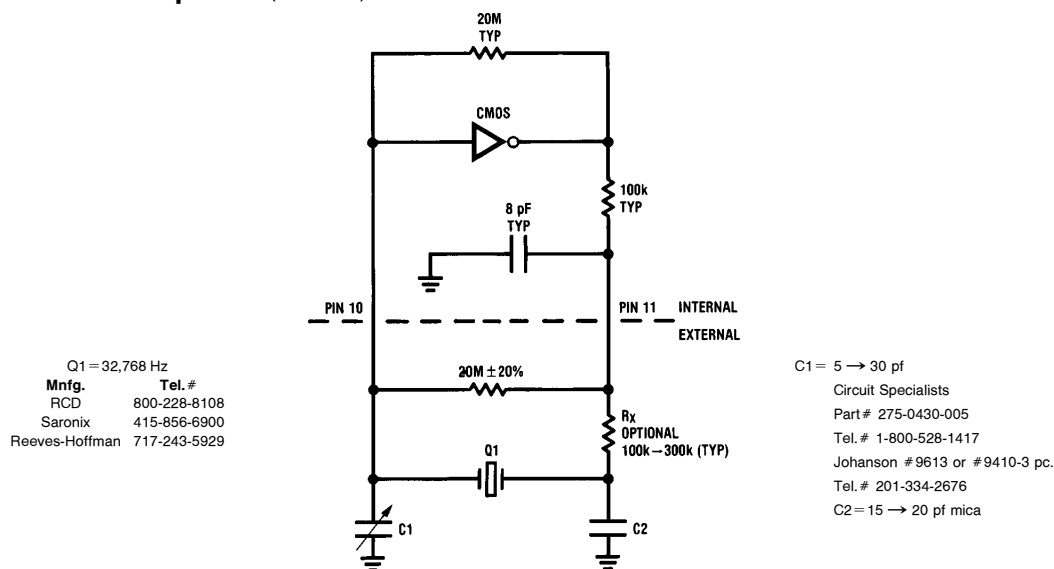 20M
TYP
CMOS
100k
TYP
8 pF
TYP
PIN 10
PIN 11
INTERNAL
EXTERNAL
Q1=32,768 Hz
Mnfg. Tel.#
RCD 800-228-8108
Saronix 415-856-6900
Reeves-Hoffman 717-243-5929
20M±20%
RX
OPTIONAL
100k→300k (TYP)
Q1
C1
C2
C1= 5 → 30 pf
Circuit Specialists
Part# 275-0430-005
Tel.# 1-800-528-1417
Johanson #9613 or #9410-3 pc.
Tel.# 201-334-2676
C2=15 → 20 pf mica